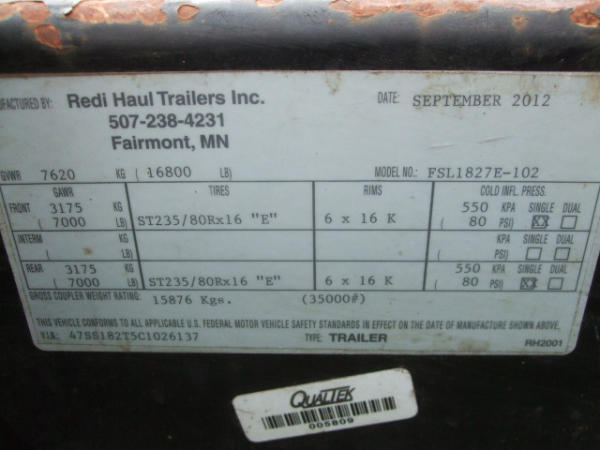 UFACTURED BY: Redi Haul Trailers Inc. DATE: SEPTEMBER 2012
507-238-4231
Fairmont, MN
GVWR 7620 KG (16800 LB) MODEL NO.: FSL1827E-102
GAWR TIRES RIMS COLD INFL. PRESS.
FRONT 3175 KG 550 KPA SINGLE DUAL
( 7000 LB) ST235/80Rx16 "E" 6 x 16 K ( 80 PSI) XX
INTERM KG KPA SINGLE DUAL
( LB) ( PSI)
REAR 3175 KG 550 KPA SINGLE DUAL
( 7000 LB) ST235/80Rx16 "E" 6 x 16 K ( 80 PSI) XX
GROSS COUPLER WEIGHT RATING: 15876 Kgs. (35000#)
THIS VEHICLE CONFORMS TO ALL APPLICABLE U.S. FEDERAL MOTOR VEHICLE SAFETY STANDARDS IN EFFECT ON THE DATE OF MANUFACTURE SHOWN ABOVE.
V.I.N.: 47SS182T5C1026137 TYPE: TRAILER RH2001
QUALTEK
005809